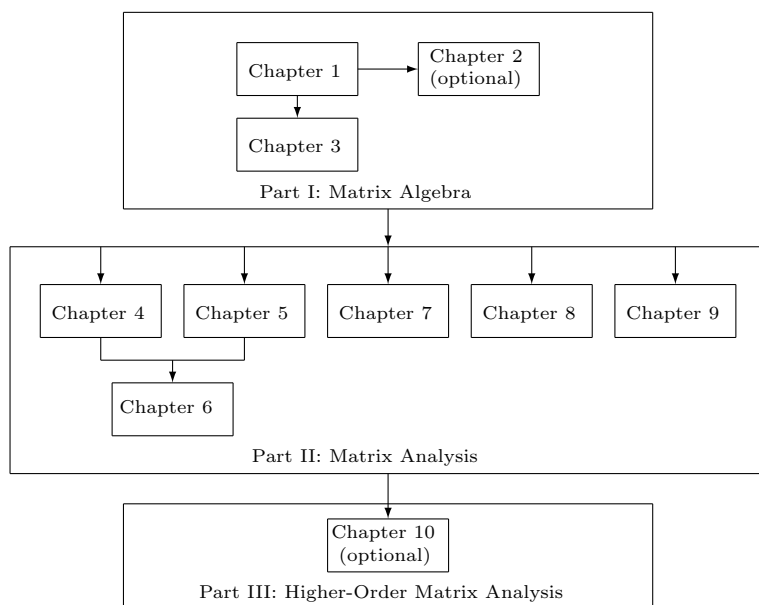 Chapter 1
Chapter 2
(optional)
Chapter 3
Part I: Matrix Algebra
Chapter 4
Chapter 5
Chapter 7
Chapter 8
Chapter 9
Chapter 6
Part II: Matrix Analysis
Chapter 10
(optional)
Part III: Higher-Order Matrix Analysis